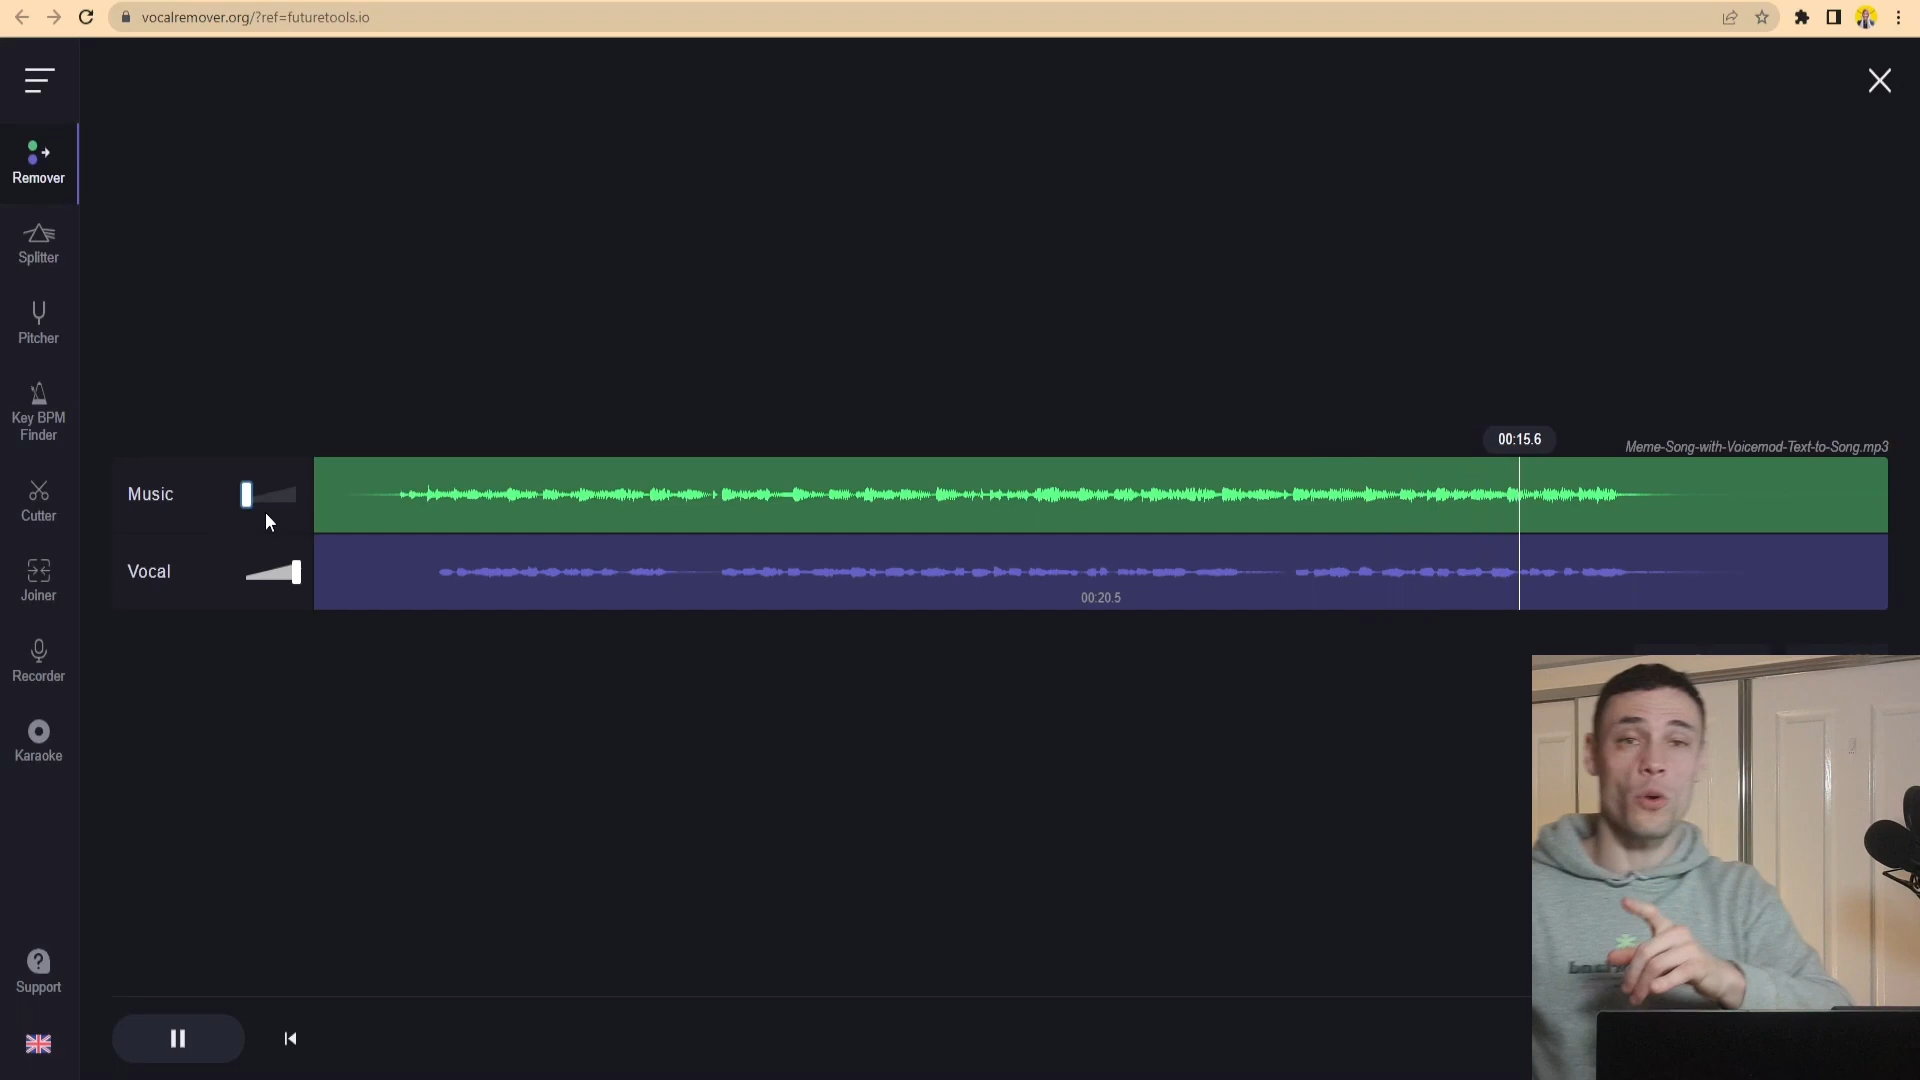 vocalremover.org/?ref=futuretools.io
Remover
Splitter
Pitcher
Key BPM
Finder
Cutter
Joiner
Recorder
Karaoke
Support
00:15.6
Meme-Song-with-Voicemod-Text-to-Song.mp3
Music
Vocal
00:20.5